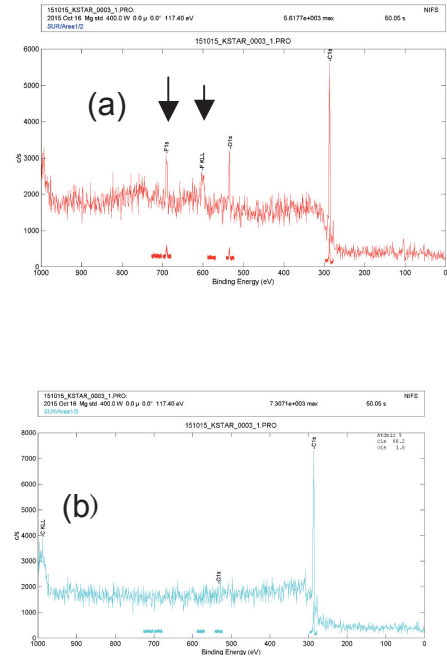 151015_KSTAR_0003_1.PRO: NIFS
2015 Oct 16 Mg std 400.0 W 0.0 µ 0.0° 117.40 eV 5.6177e+003 max 50.05 s
SUR/Area1/2
151015_KSTAR_0003_1.PRO
6000
5000
4000
3000
2000
1000
0
c/s
(a)
-F1s
-F KLL
-O1s
-C1s
1000 900 800 700 600 500 400 300 200 100 0
Binding Energy (eV)
151015_KSTAR_0003_1.PRO: NIFS
2015 Oct 16 Mg std 400.0 W 0.0 µ 0.0° 117.40 eV 7.3071e+003 max 50.05 s
SUR/Area1/3
151015_KSTAR_0003_1.PRO
8000
7000
6000
5000
4000
3000
2000
1000
0
c/s
(b)
-C KLL
-O1s
-C1s
Atomic %
C1s 98.2
O1s 1.8
1000 900 800 700 600 500 400 300 200 100 0
Binding Energy (eV)